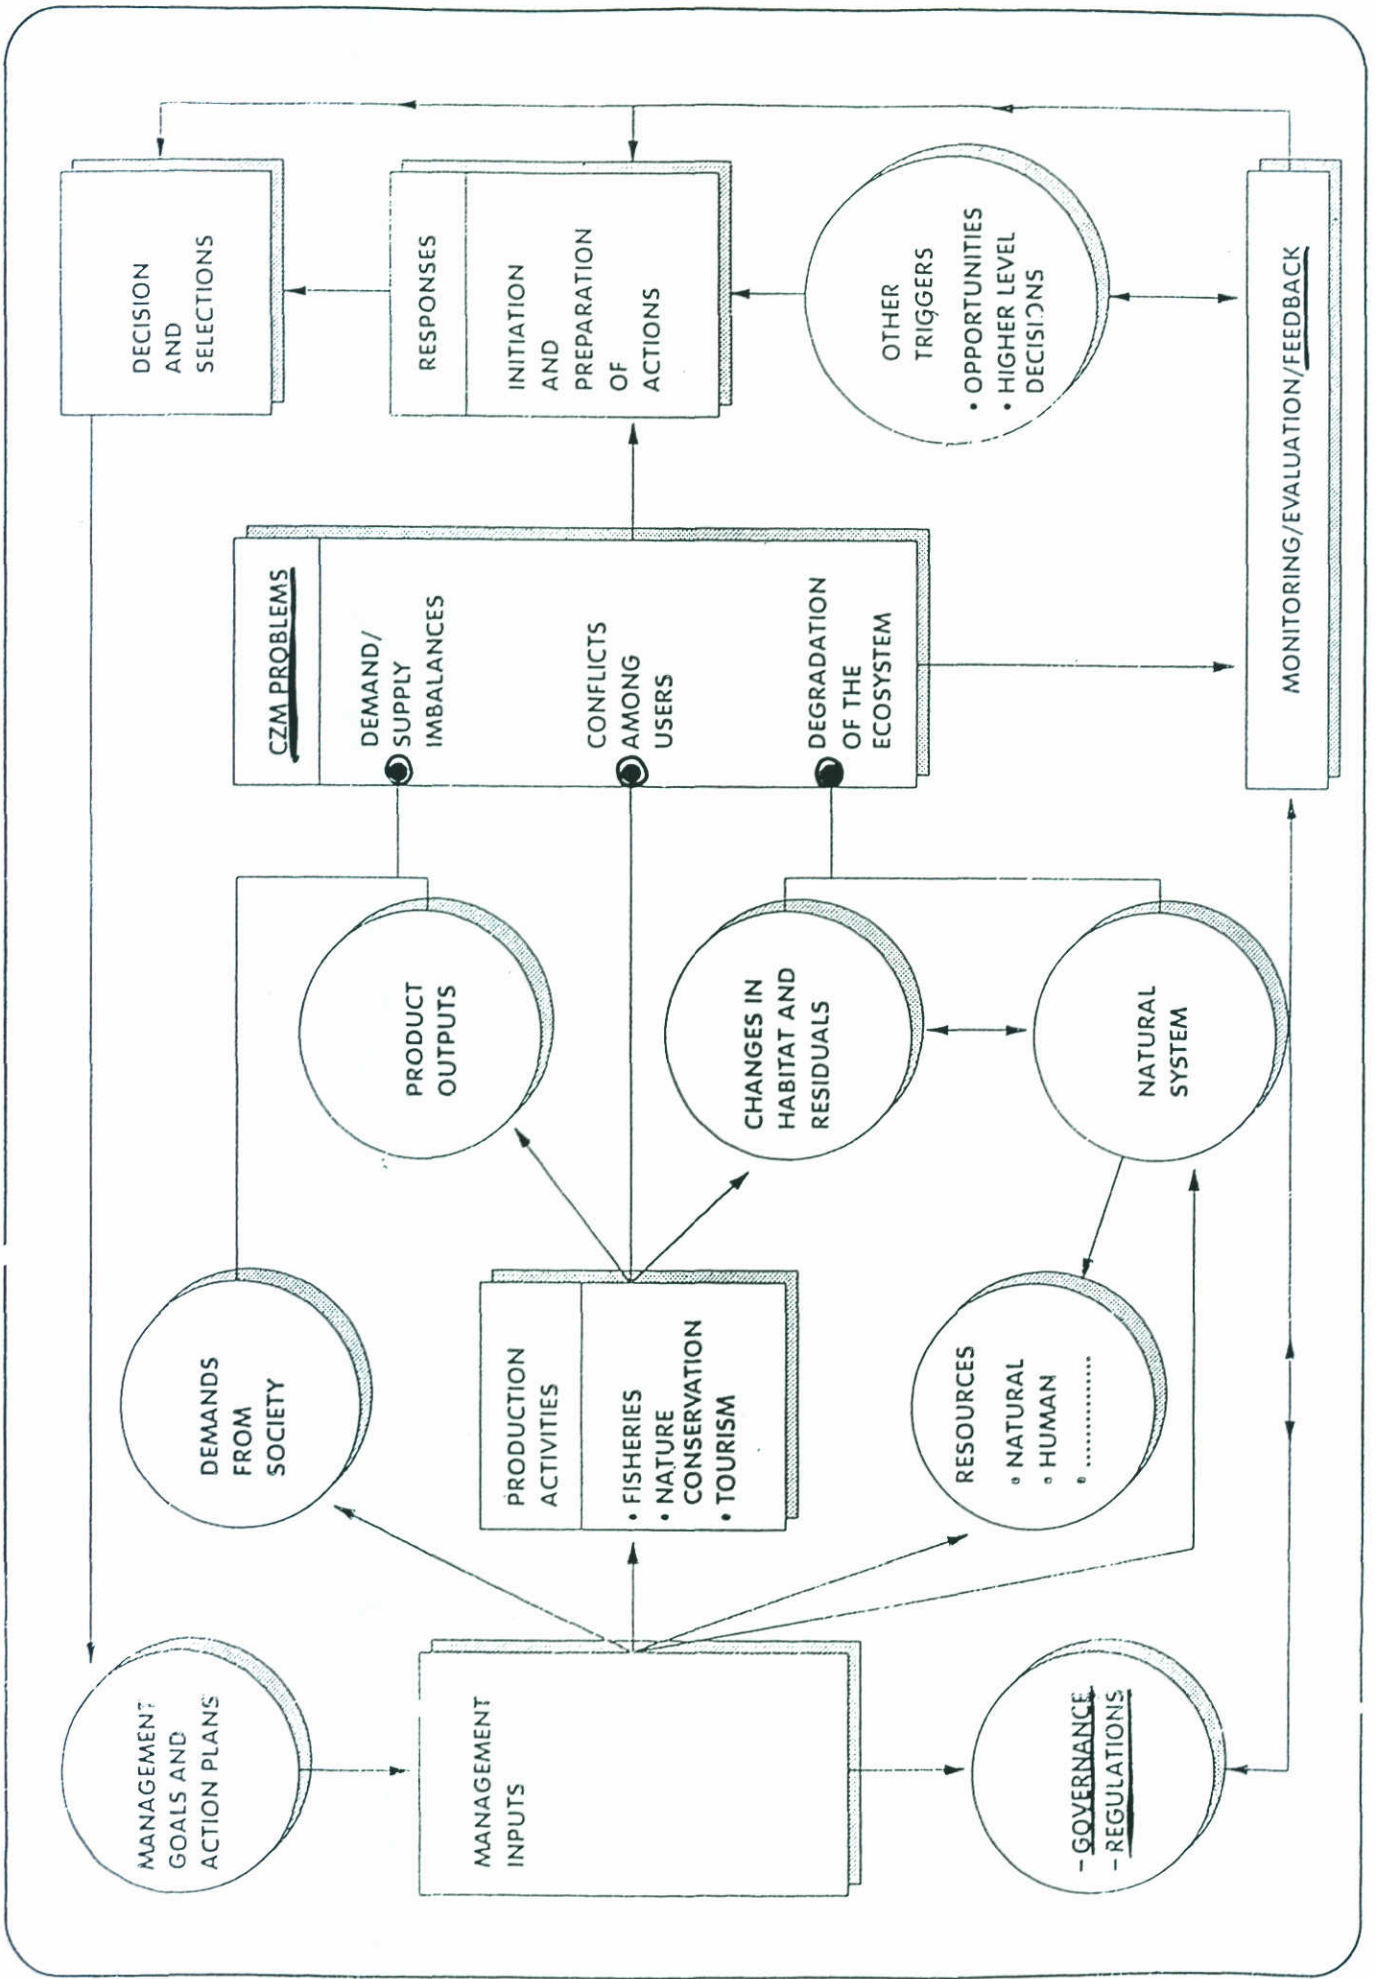 MANAGEMENT
GOALS AND
ACTION PLANS
MANAGEMENT
INPUTS
- GOVERNANCE
- REGULATIONS
DEMANDS
FROM
SOCIETY
PRODUCTION
ACTIVITIES
• FISHERIES
• NATURE
CONSERVATION
• TOURISM
RESOURCES
• NATURAL
• HUMAN
• ..............
PRODUCT
OUTPUTS
CHANGES IN
HABITAT AND
RESIDUALS
NATURAL
SYSTEM
CZM PROBLEMS
DEMAND/
SUPPLY
IMBALANCES
CONFLICTS
AMONG
USERS
DEGRADATION
OF THE
ECOSYSTEM
DECISION
AND
SELECTIONS
RESPONSES
INITIATION
AND
PREPARATION
OF
ACTIONS
OTHER
TRIGGERS
• OPPORTUNITIES
• HIGHER LEVEL
DECISIONS
MONITORING/EVALUATION/FEEDBACK